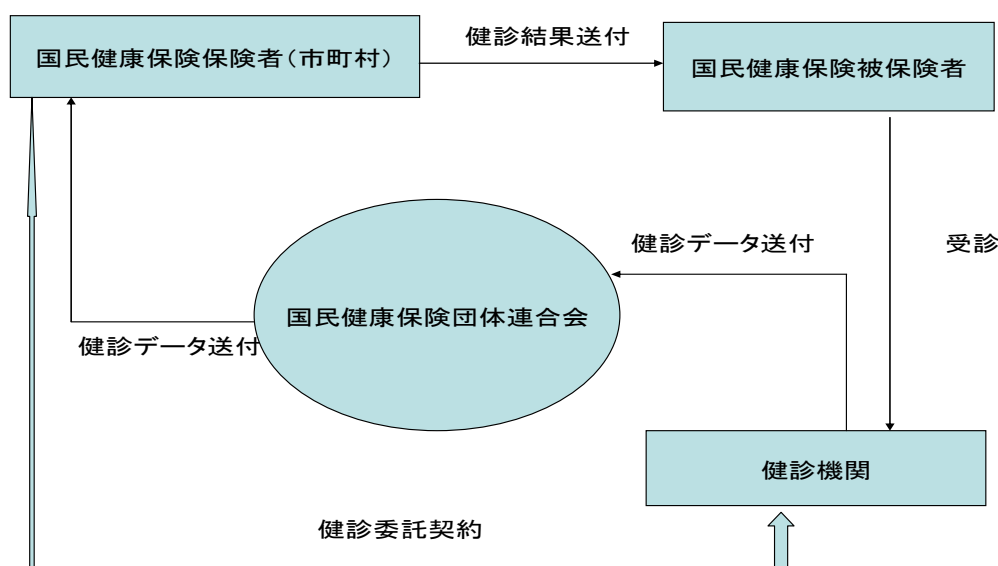 健診結果送付
国民健康保険保険者(市町村)
国民健康保険被保険者
健診データ送付
受診
国民健康保険団体連合会
健診データ送付
健診機関
健診委託契約